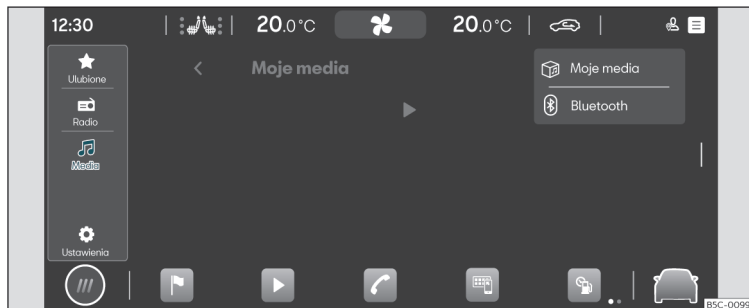 12:30
20.0°C
20.0°C
Ulubione
Radio
Media
Ustawienia
Moje media
Moje media
Bluetooth
B5C-0099